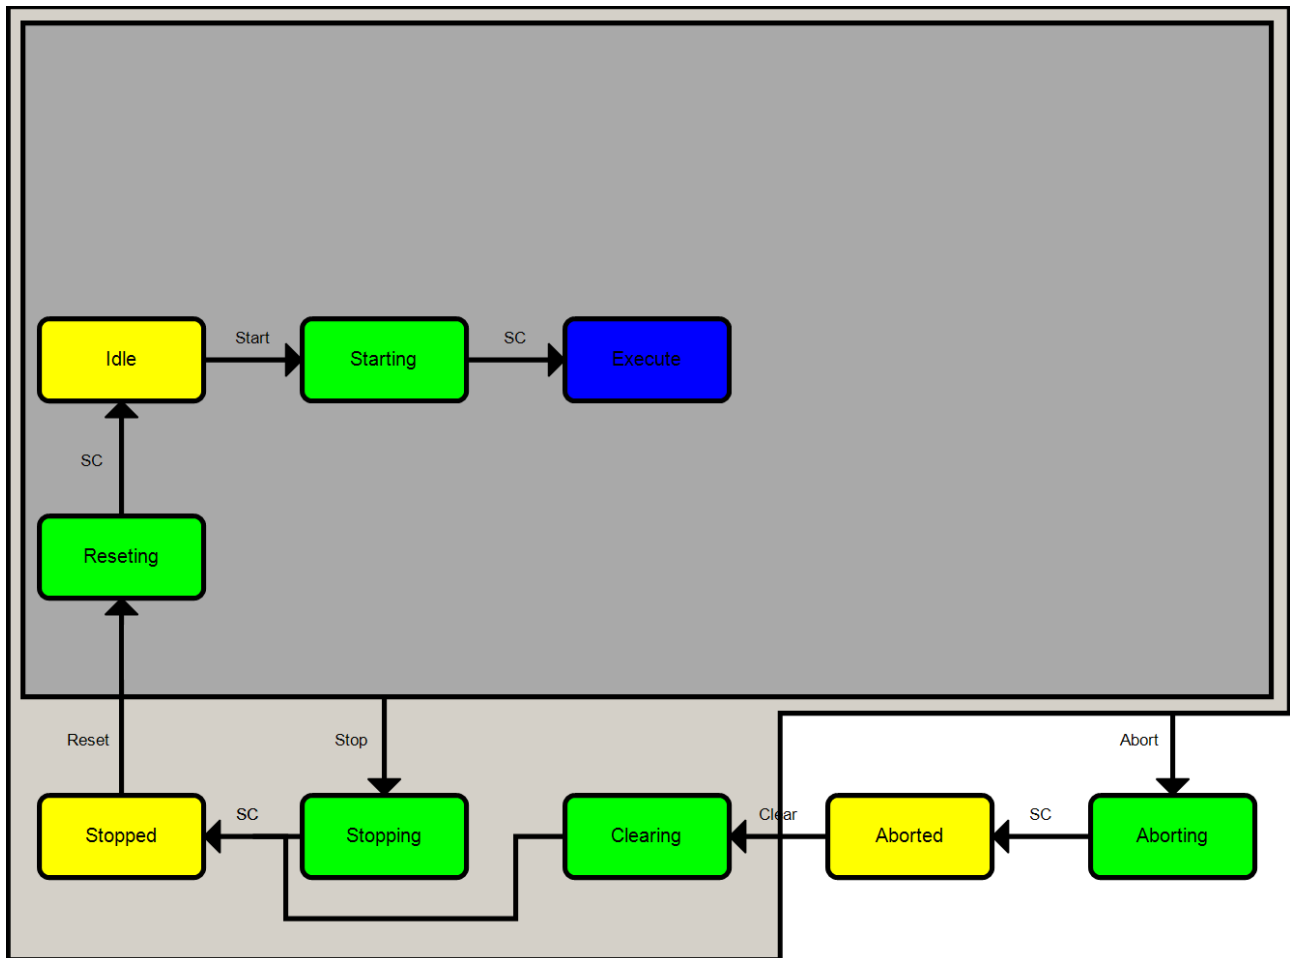 Idle
Start
Starting
SC
Execute
SC
Reseting
Reset
Stop
Abort
Stopped
SC
Stopping
Clearing
Clear
Aborted
SC
Aborting